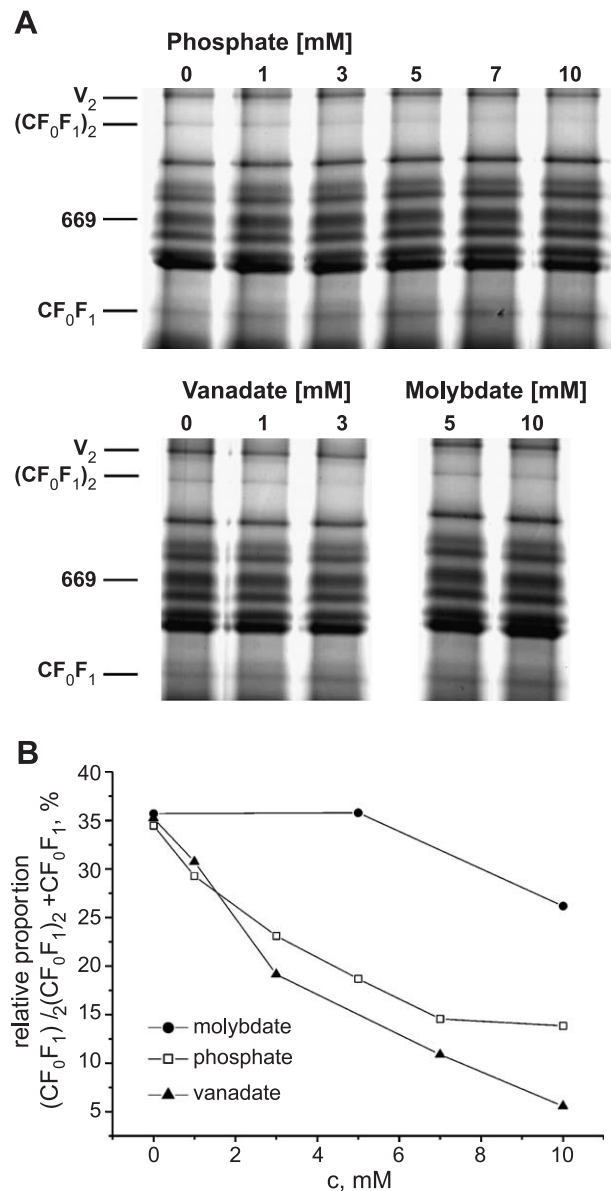 A
Phosphate [mM]
0 1 3 5 7 10
V₂
(CF₀F₁)₂
669
CF₀F₁
Vanadate [mM] Molybdate [mM]
0 1 3 5 10
V₂
(CF₀F₁)₂
669
CF₀F₁
B
relative proportion
(CF₀F₁) /₂(CF₀F₁)₂ +CF₀F₁, %
40
35
30
25
20
15
10
5
molybdate
phosphate
vanadate
0 2 4 6 8 10
c, mM